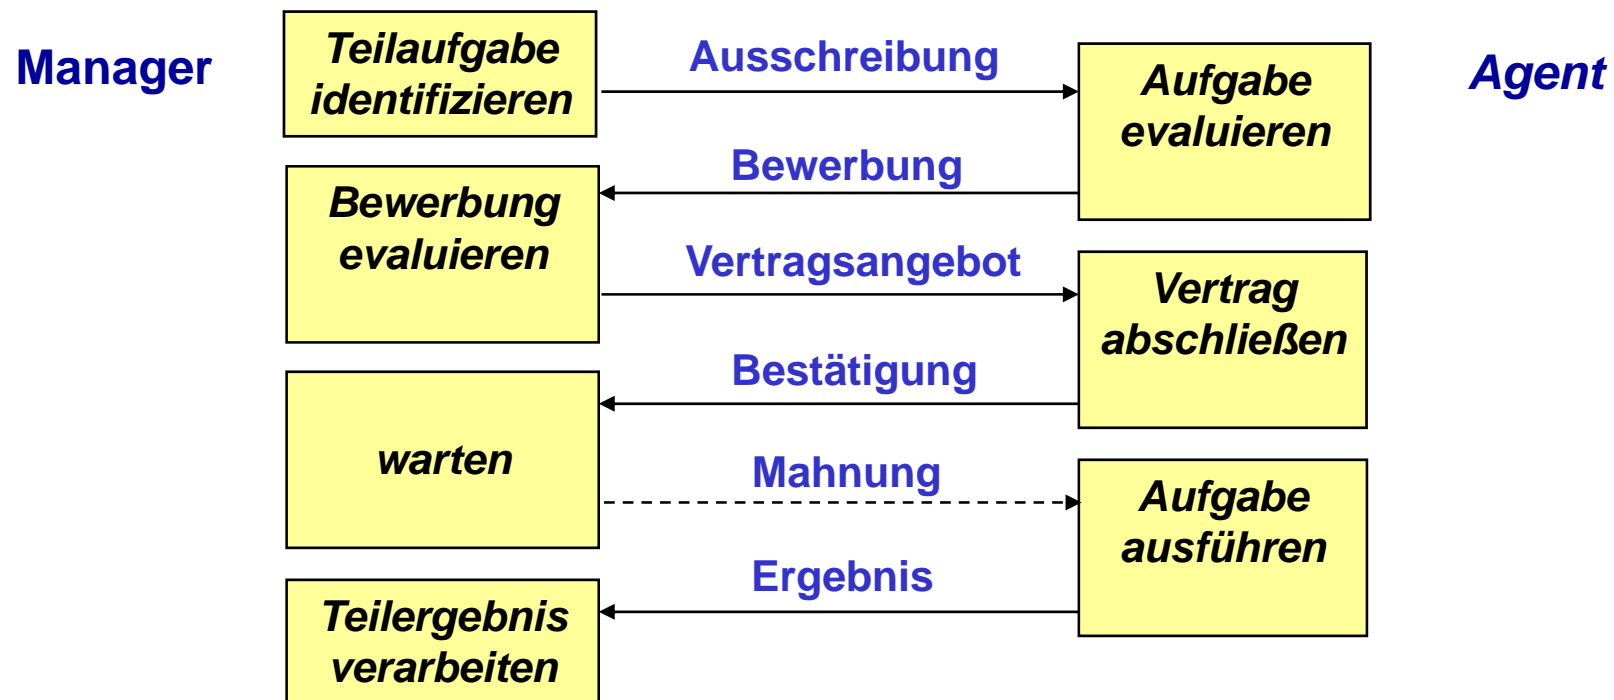 Manager
Teilaufgabe
identifizieren
Ausschreibung
Aufgabe
evaluieren
Agent
Bewerbung
Bewerbung
evaluieren
Vertragsangebot
Vertrag
abschließen
Bestätigung
warten
Mahnung
Aufgabe
ausführen
Ergebnis
Teilergebnis
verarbeiten